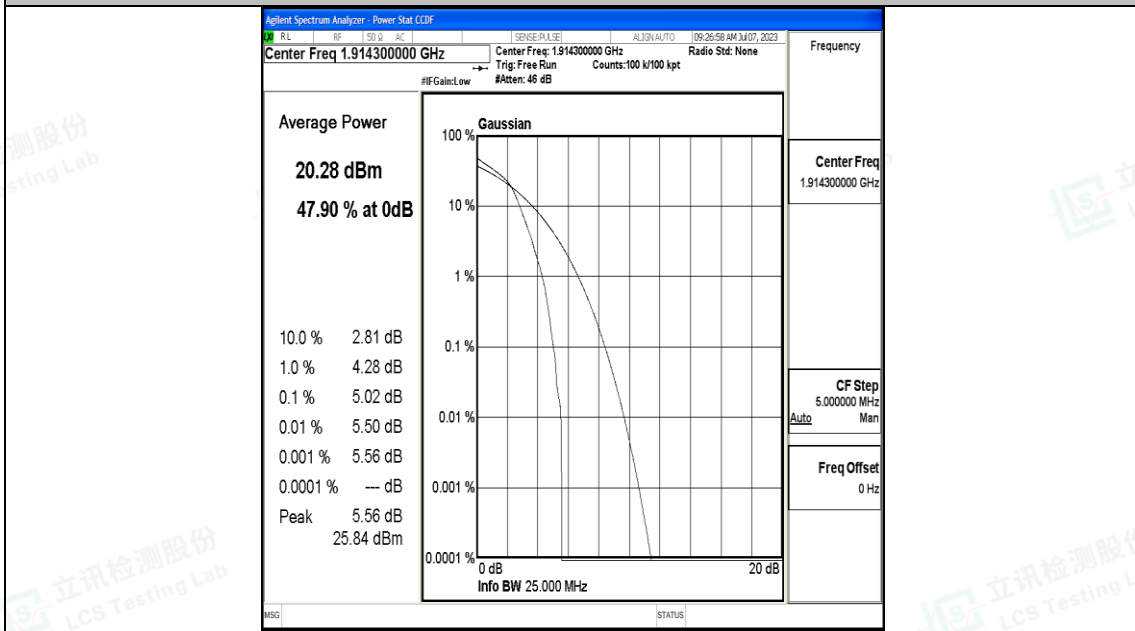 Agilent Spectrum Analyzer - Power Stat CCDF
RL RF 50 Ω AC SENSE:PULSE ALIGN AUTO 09:26:58 AM Jul 07, 2023
Center Freq 1.914300000 GHz
Center Freq: 1.914300000 GHz Radio Std: None
Trig: Free Run Counts:100 k/100 kpt
#IFGain:Low #Atten: 46 dB
Frequency
Average Power
20.28 dBm
47.90 % at 0dB
10.0 % 2.81 dB
1.0 % 4.28 dB
0.1 % 5.02 dB
0.01 % 5.50 dB
0.001 % 5.56 dB
0.0001 % --- dB
Peak 5.56 dB
25.84 dBm
Gaussian
100 %
10 %
1 %
0.1 %
0.01 %
0.001 %
0.0001 %
0 dB 20 dB
Info BW 25.000 MHz
Center Freq
1.914300000 GHz
CF Step
5.000000 MHz
Auto Man
Freq Offset
0 Hz
MSG STATUS
立讯检测股份
LCS Testing Lab
立讯检测股份